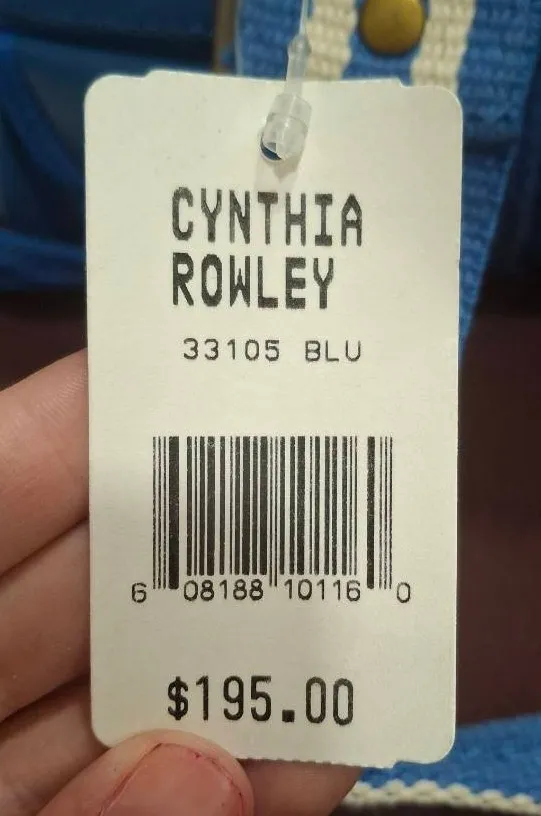 CYNTHIA
ROWLEY
33105 BLU
6 08188 10116 0
$195.00